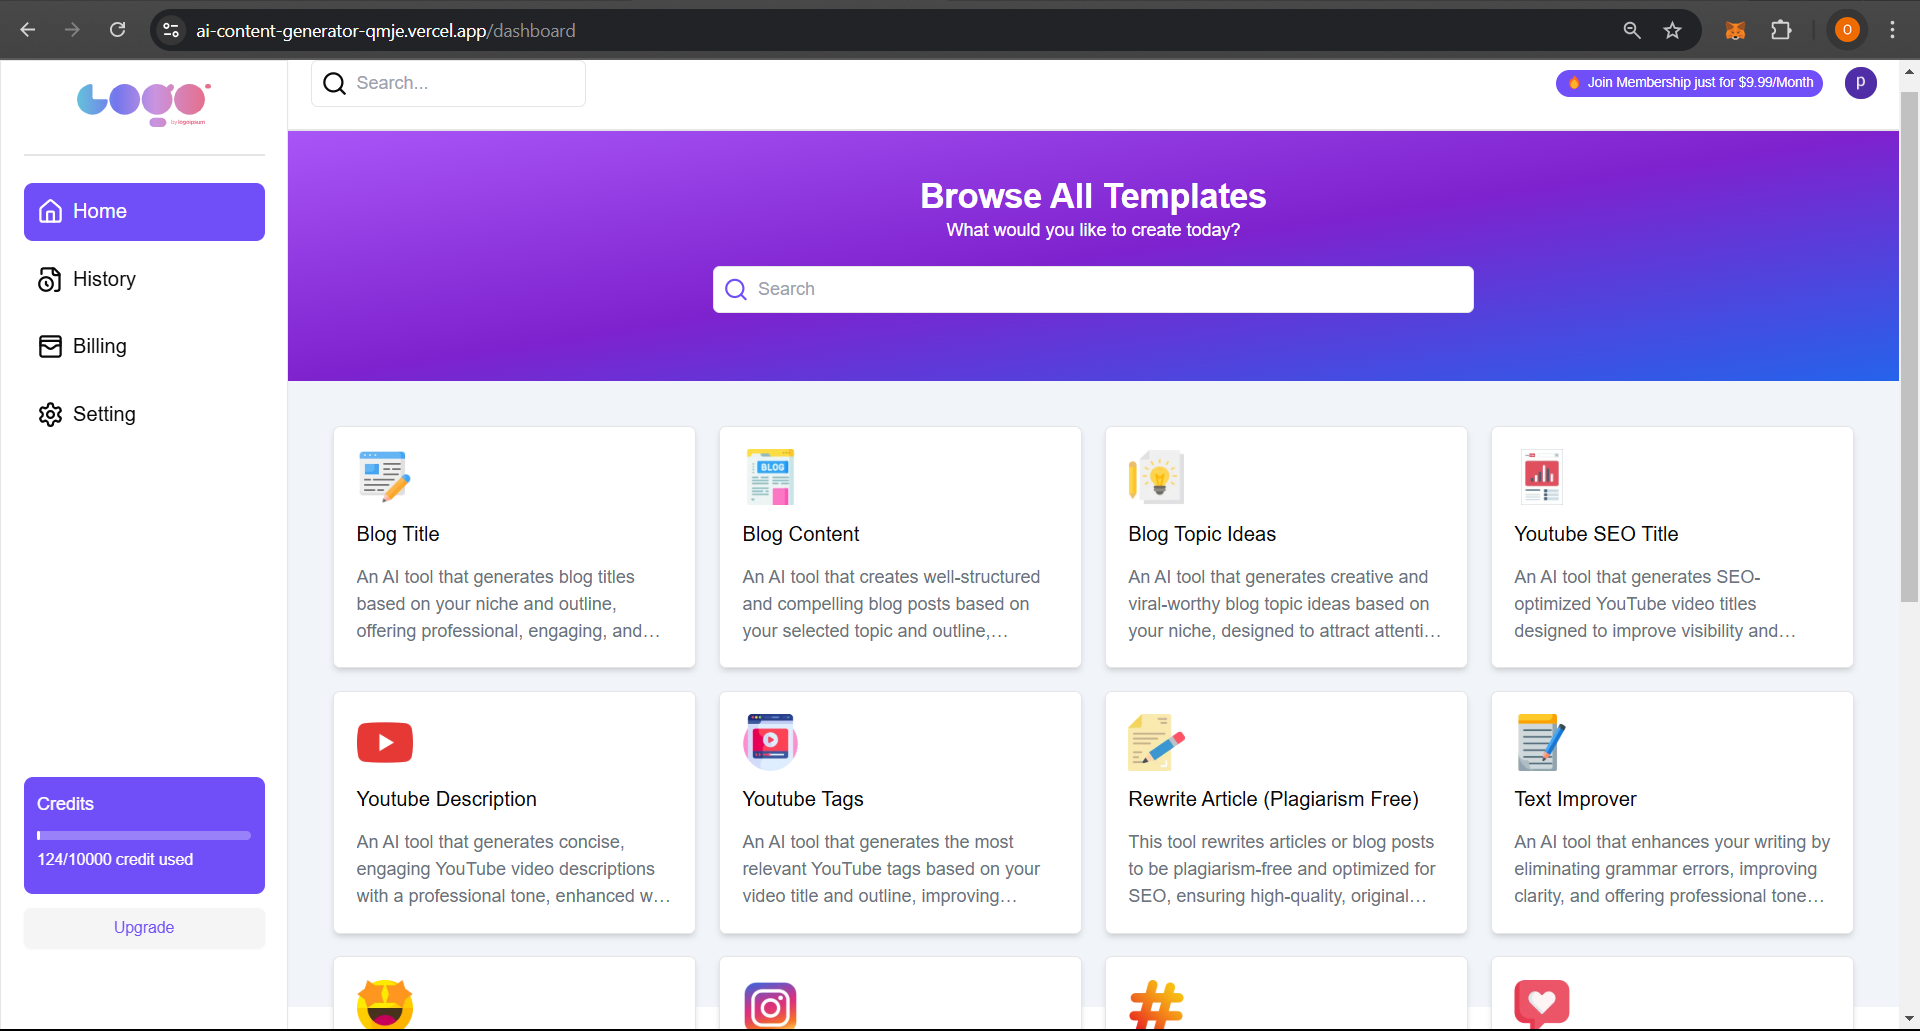 ai-content-generator-qmje.vercel.app/dashboard
O
Logo
by logoipsum
Search...
Join Membership just for $9.99/Month
p
Home
History
Billing
Setting
Credits
124/10000 credit used
Upgrade
Browse All Templates
What would you like to create today?
Search
Blog Title
An AI tool that generates blog titles
based on your niche and outline,
offering professional, engaging, and…
BLOG
Blog Content
An AI tool that creates well-structured
and compelling blog posts based on
your selected topic and outline,…
Blog Topic Ideas
An AI tool that generates creative and
viral-worthy blog topic ideas based on
your niche, designed to attract attenti…
Youtube SEO Title
An AI tool that generates SEO-
optimized YouTube video titles
designed to improve visibility and…
Youtube Description
An AI tool that generates concise,
engaging YouTube video descriptions
with a professional tone, enhanced w…
Youtube Tags
An AI tool that generates the most
relevant YouTube tags based on your
video title and outline, improving…
Rewrite Article (Plagiarism Free)
This tool rewrites articles or blog posts
to be plagiarism-free and optimized for
SEO, ensuring high-quality, original…
Text Improver
An AI tool that enhances your writing by
eliminating grammar errors, improving
clarity, and offering professional tone…
#